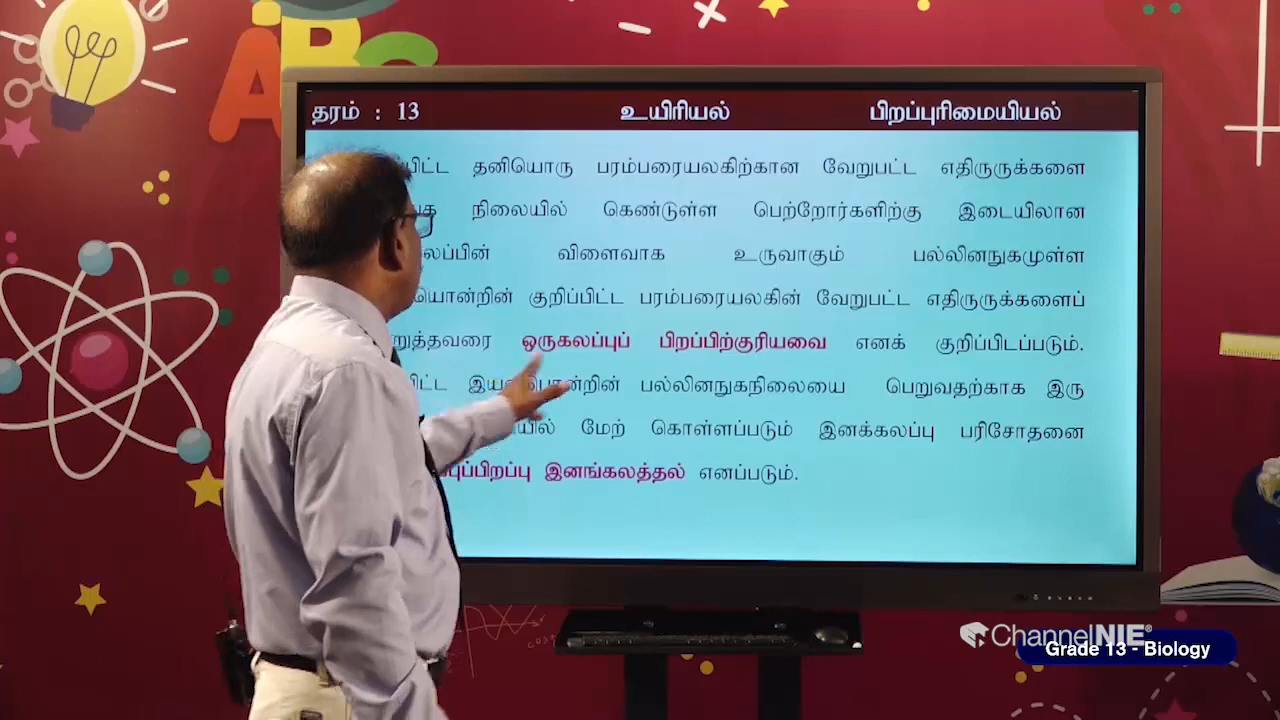 ABC
தரம் : 13 உயிரியல் பிறப்புரிமையியல்
தனியொரு பரம்பரையலகிற்கான வேறுபட்ட எதிருருக்களை
நிலையில் கெண்டுள்ள பெற்றோர்களிற்கு இடையிலான
விளைவாக உருவாகும் பல்லினநுகமுள்ள
குறிப்பிட்ட பரம்பரையலகின் வேறுபட்ட எதிருருக்களைப்
ஒருகலப்புப் பிறப்பிற்குரியவை எனக் குறிப்பிடப்படும்.
பல்லினநுகநிலையை பெறுவதற்காக இரு
மேற் கொள்ளப்படும் இனக்கலப்பு பரிசோதனை
இனங்கலத்தல் எனப்படும்.
ChannelNIE®
Grade 13 - Biology